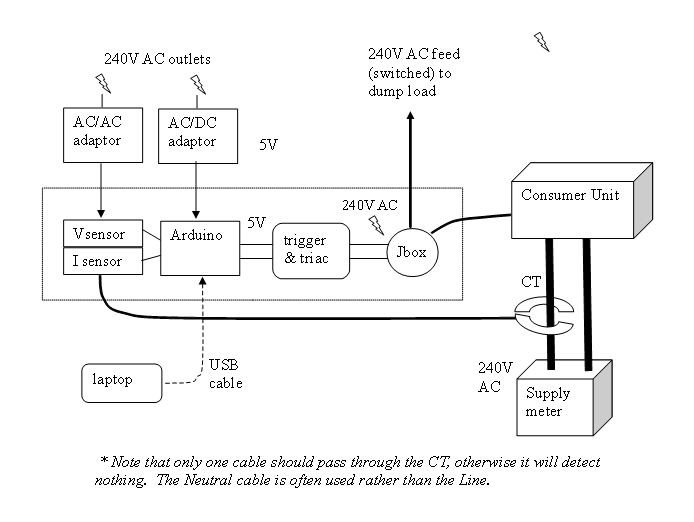 240V AC outlets
240V AC feed
(switched) to
dump load
AC/AC
adaptor
AC/DC
adaptor
5V
Consumer Unit
240V AC
V sensor
I sensor
Arduino
5V
trigger
& triac
Jbox
CT
laptop
USB
cable
240V
AC
Supply
meter
* Note that only one cable should pass through the CT, otherwise it will detect
nothing. The Neutral cable is often used rather than the Line.